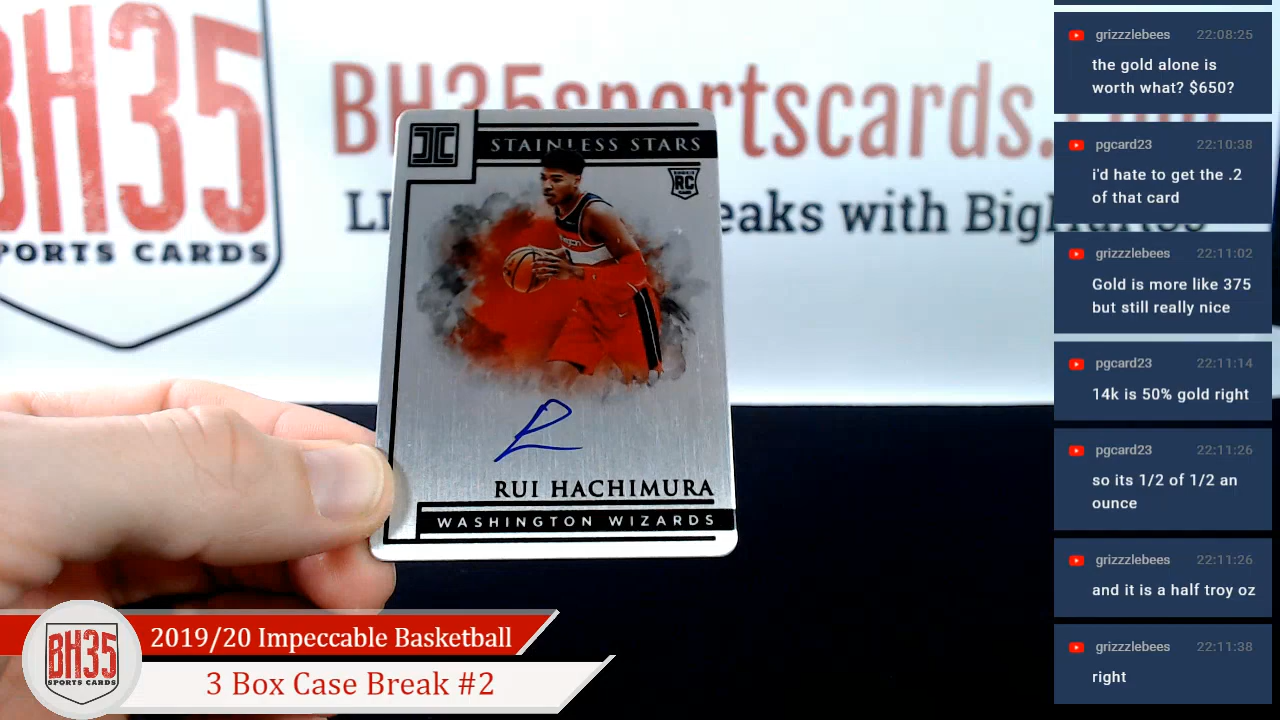 BH35
SPORTS CARDS
BH35sportscards.
eaks with Big
STAINLESS STARS
RC
RUI HACHIMURA
WASHINGTON WIZARDS
BH35
SPORTS CARDS
2019/20 Impeccable Basketball
3 Box Case Break #2
grizzzlebees 22:08:25
the gold alone is
worth what? $650?
pgcard23 22:10:38
i'd hate to get the .2
of that card
grizzzlebees 22:11:02
Gold is more like 375
but still really nice
pgcard23 22:11:14
14k is 50% gold right
pgcard23 22:11:26
so its 1/2 of 1/2 an
ounce
grizzzlebees 22:11:26
and it is a half troy oz
grizzzlebees 22:11:38
right